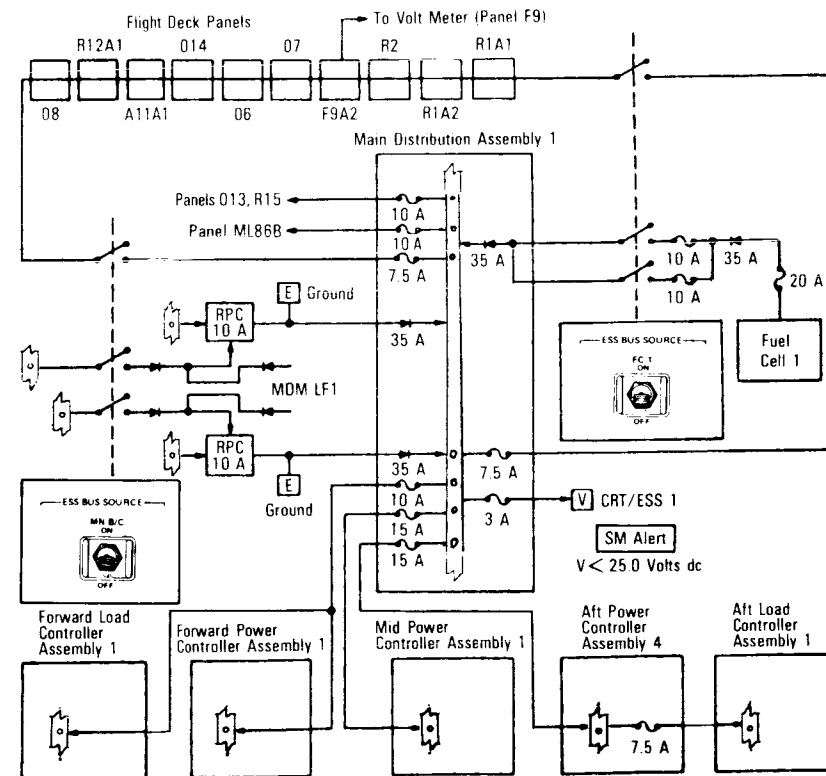 Flight Deck Panels
To Volt Meter (Panel F9)
R12A1
O14
O7
R2
R1A1
O8
A11A1
O6
F9A2
R1A2
Main Distribution Assembly 1
Panels O13, R15
10 A
Panel ML86B
10 A
7.5 A
35 A
10 A
35 A
10 A
20 A
E Ground
RPC
10 A
35 A
MDM LF1
RPC
10 A
E
Ground
35 A
10 A
15 A
15 A
7.5 A
3 A
V CRT/ESS 1
SM Alert
V < 25.0 Volts dc
ESS BUS SOURCE
FC 1
ON
OFF
Fuel
Cell 1
ESS BUS SOURCE
MN B/C
ON
OFF
Forward Load
Controller
Assembly 1
Forward Power
Controller Assembly 1
Mid Power
Controller Assembly 1
Aft Power
Controller
Assembly 4
Aft Load
Controller
Assembly 1
7.5 A